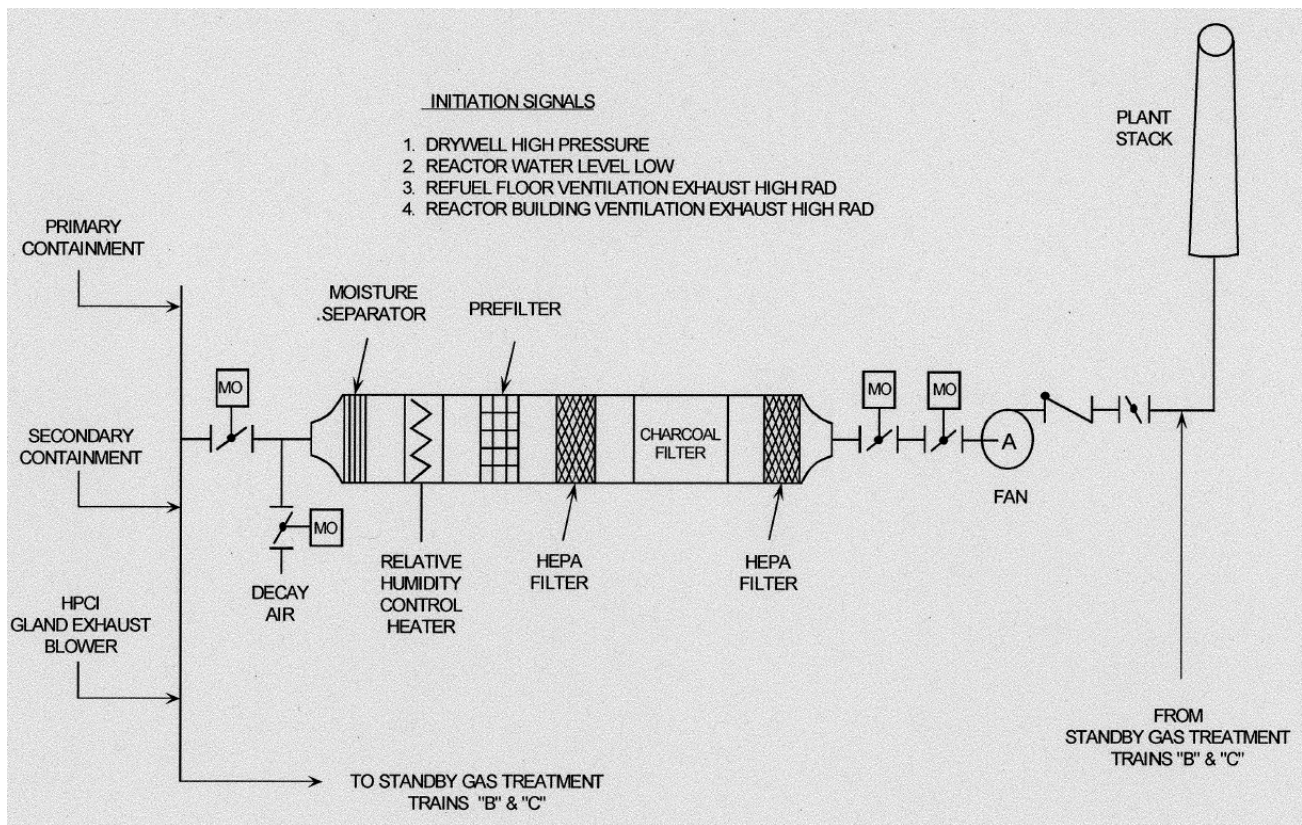 INITIATION SIGNALS
1. DRYWELL HIGH PRESSURE
2. REACTOR WATER LEVEL LOW
3. REFUEL FLOOR VENTILATION EXHAUST HIGH RAD
4. REACTOR BUILDING VENTILATION EXHAUST HIGH RAD
PLANT
STACK
PRIMARY
CONTAINMENT
MOISTURE
SEPARATOR
PREFILTER
MO
MO
MO
SECONDARY
CONTAINMENT
CHARCOAL
FILTER
A
FAN
MO
DECAY
AIR
RELATIVE
HUMIDITY
CONTROL
HEATER
HEPA
FILTER
HEPA
FILTER
HPCI
GLAND EXHAUST
BLOWER
FROM
STANDBY GAS TREATMENT
TRAINS "B" & "C"
TO STANDBY GAS TREATMENT
TRAINS "B" & "C"